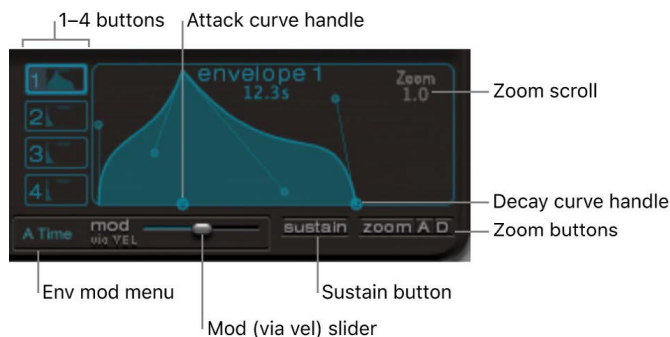 1–4 buttons
Attack curve handle
1
envelope 1
12.3s
Zoom
1.0
Zoom scroll
2
3
4
Decay curve handle
A Time
mod
via VEL
sustain
zoom A D
Zoom buttons
Env mod menu
Sustain button
Mod (via vel) slider